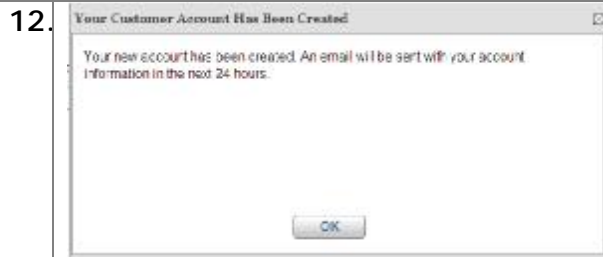 12.
Your Customer Account Has Been Created
Your new account has been created. An email will be sent with your account
information in the next 24 hours.
OK